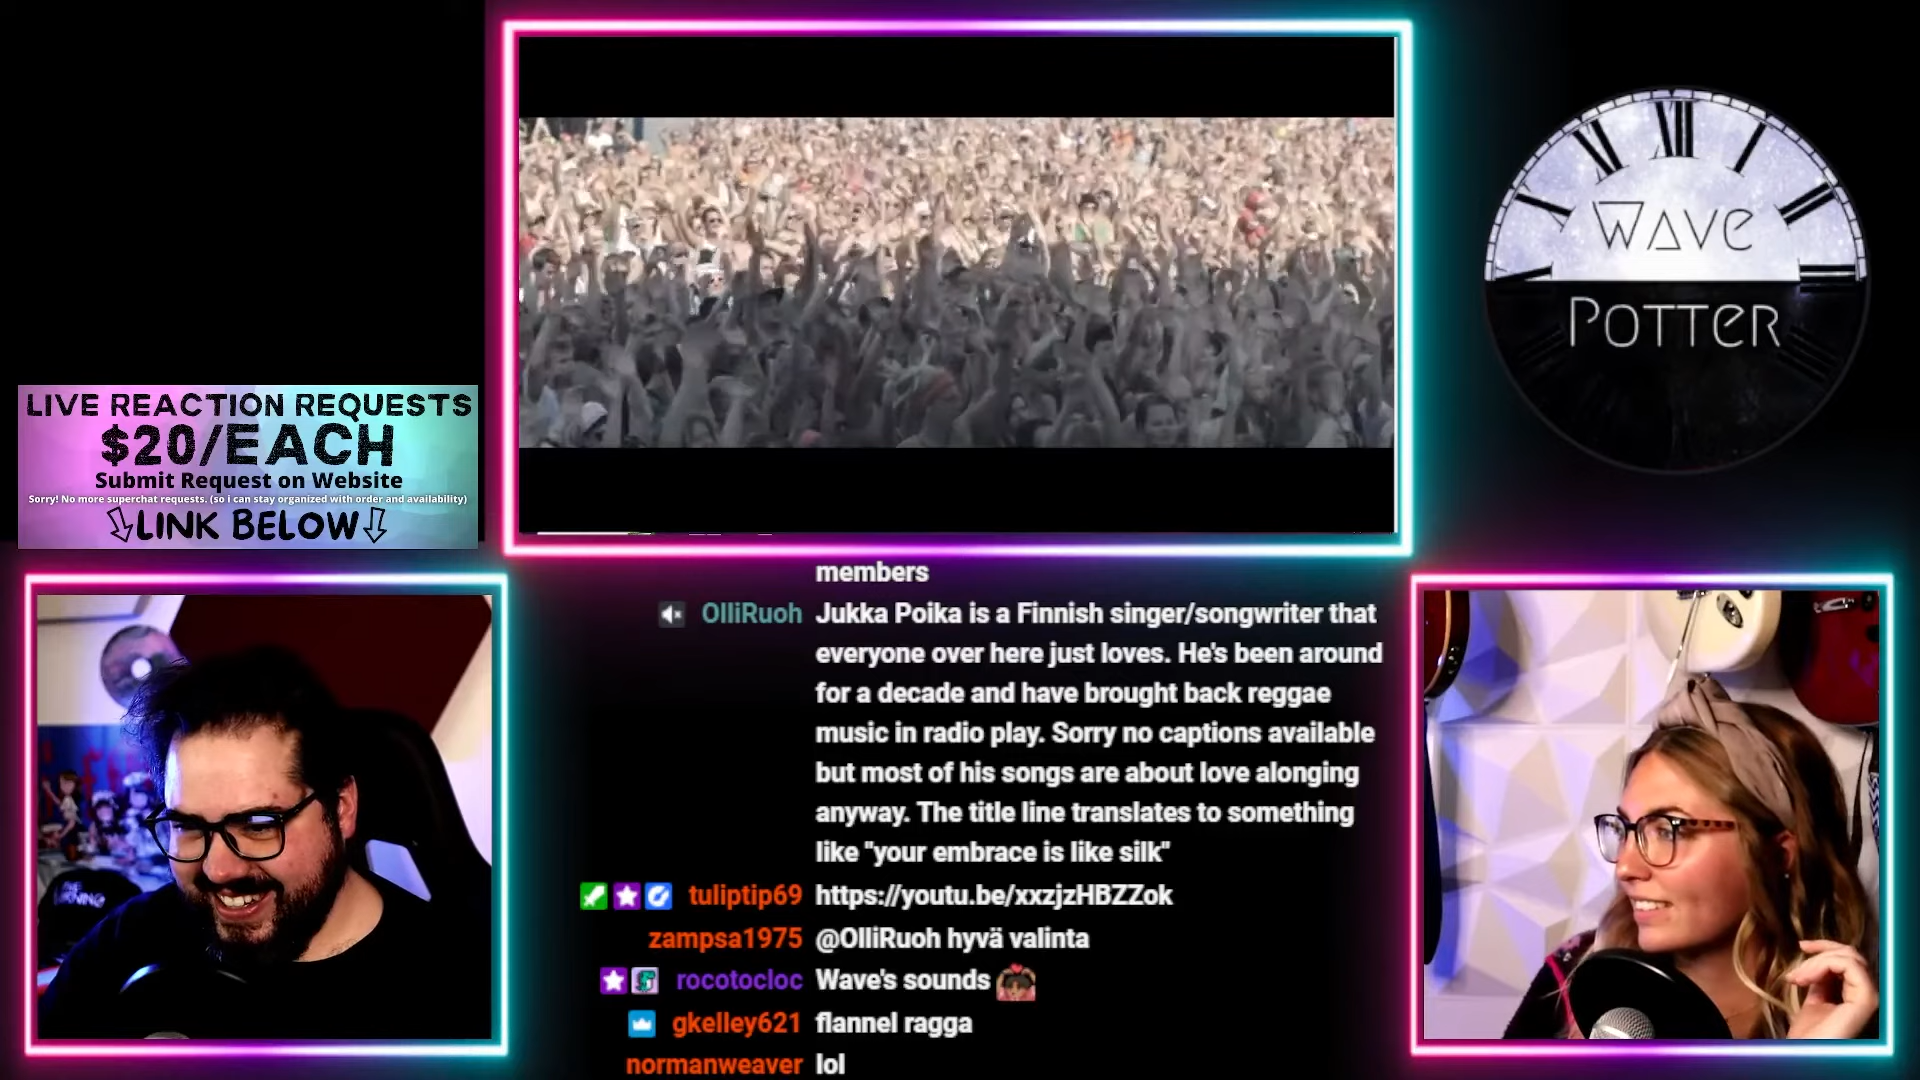 LIVE REACTION REQUESTS
$20/EACH
Submit Request on Website
Sorry! No more superchat requests. (so i can stay organized with order and availability)
LINK BELOW
XI XII I
WAVE
POTTER
members
OlliRuoh Jukka Poika is a Finnish singer/songwriter that
everyone over here just loves. He's been around
for a decade and have brought back reggae
music in radio play. Sorry no captions available
but most of his songs are about love alonging
anyway. The title line translates to something
like "your embrace is like silk"
tuliptip69 https://youtu.be/xxzjzHBZZok
zampsa1975 @OlliRuoh hyvä valinta
rocotocloc Wave's sounds
gkelley621 flannel ragga
normanweaver lol